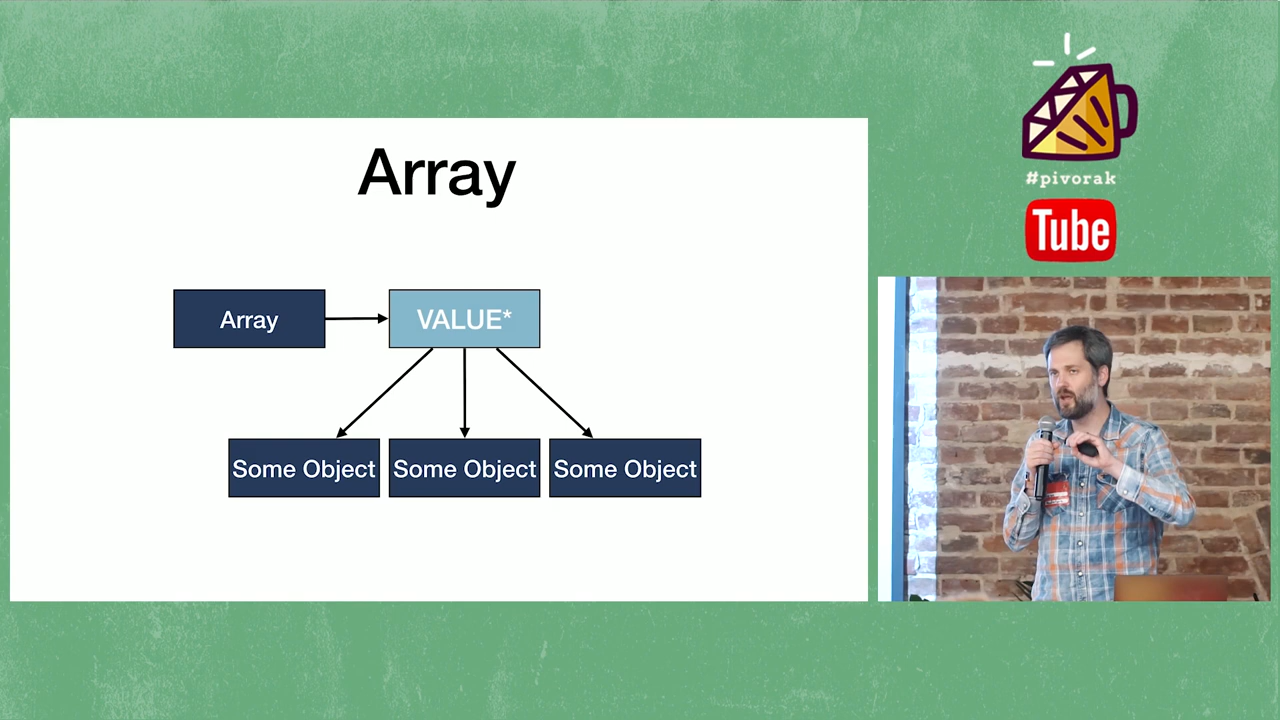 Array
Array
VALUE*
Some Object
Some Object
Some Object
#pivorak
Tube